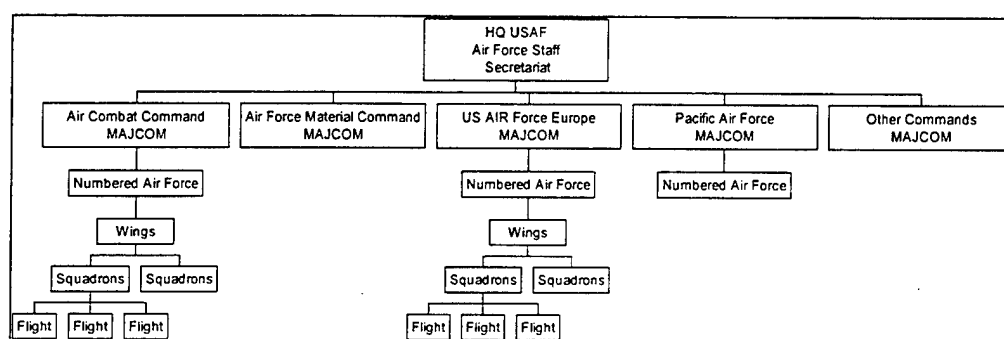 HQ USAF
Air Force Staff
Secretariat
Air Combat Command
MAJCOM
Air Force Material Command
MAJCOM
US AIR Force Europe
MAJCOM
Pacific Air Force
MAJCOM
Other Commands
MAJCOM
Numbered Air Force
Numbered Air Force
Numbered Air Force
Wings
Wings
Squadrons
Squadrons
Squadrons
Squadrons
Flight
Flight
Flight
Flight
Flight
Flight